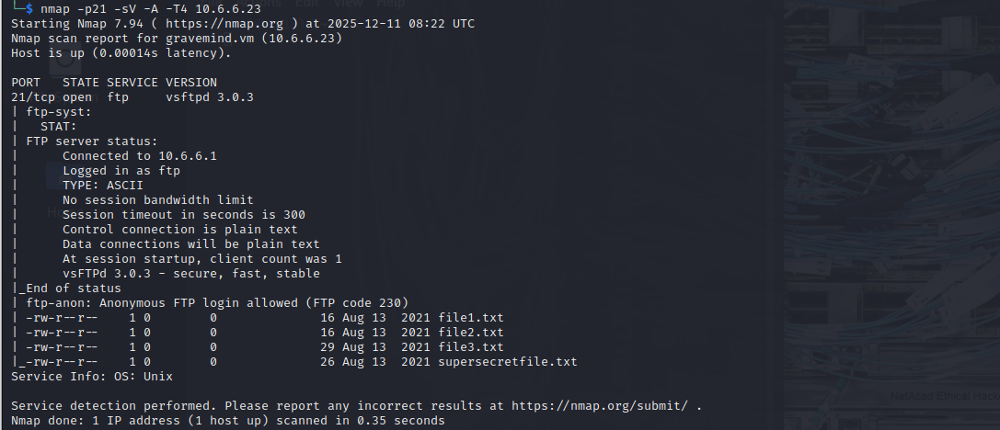 └─$ nmap -p21 -sV -A -T4 10.6.6.23
Starting Nmap 7.94 ( https://nmap.org ) at 2025-12-11 08:22 UTC
Nmap scan report for gravemind.vm (10.6.6.23)
Host is up (0.00014s latency).

PORT   STATE SERVICE VERSION
21/tcp open  ftp     vsftpd 3.0.3
| ftp-syst:
|   STAT:
| FTP server status:
|      Connected to 10.6.6.1
|      Logged in as ftp
|      TYPE: ASCII
|      No session bandwidth limit
|      Session timeout in seconds is 300
|      Control connection is plain text
|      Data connections will be plain text
|      At session startup, client count was 1
|      vsFTPd 3.0.3 - secure, fast, stable
|_End of status
| ftp-anon: Anonymous FTP login allowed (FTP code 230)
| -rw-r--r--    1 0        0              16 Aug 13  2021 file1.txt
| -rw-r--r--    1 0        0              16 Aug 13  2021 file2.txt
| -rw-r--r--    1 0        0              29 Aug 13  2021 file3.txt
|_-rw-r--r--    1 0        0              26 Aug 13  2021 supersecretfile.txt
Service Info: OS: Unix

Service detection performed. Please report any incorrect results at https://nmap.org/submit/ .
Nmap done: 1 IP address (1 host up) scanned in 0.35 seconds
Edit View Help
NetAcad Ethical